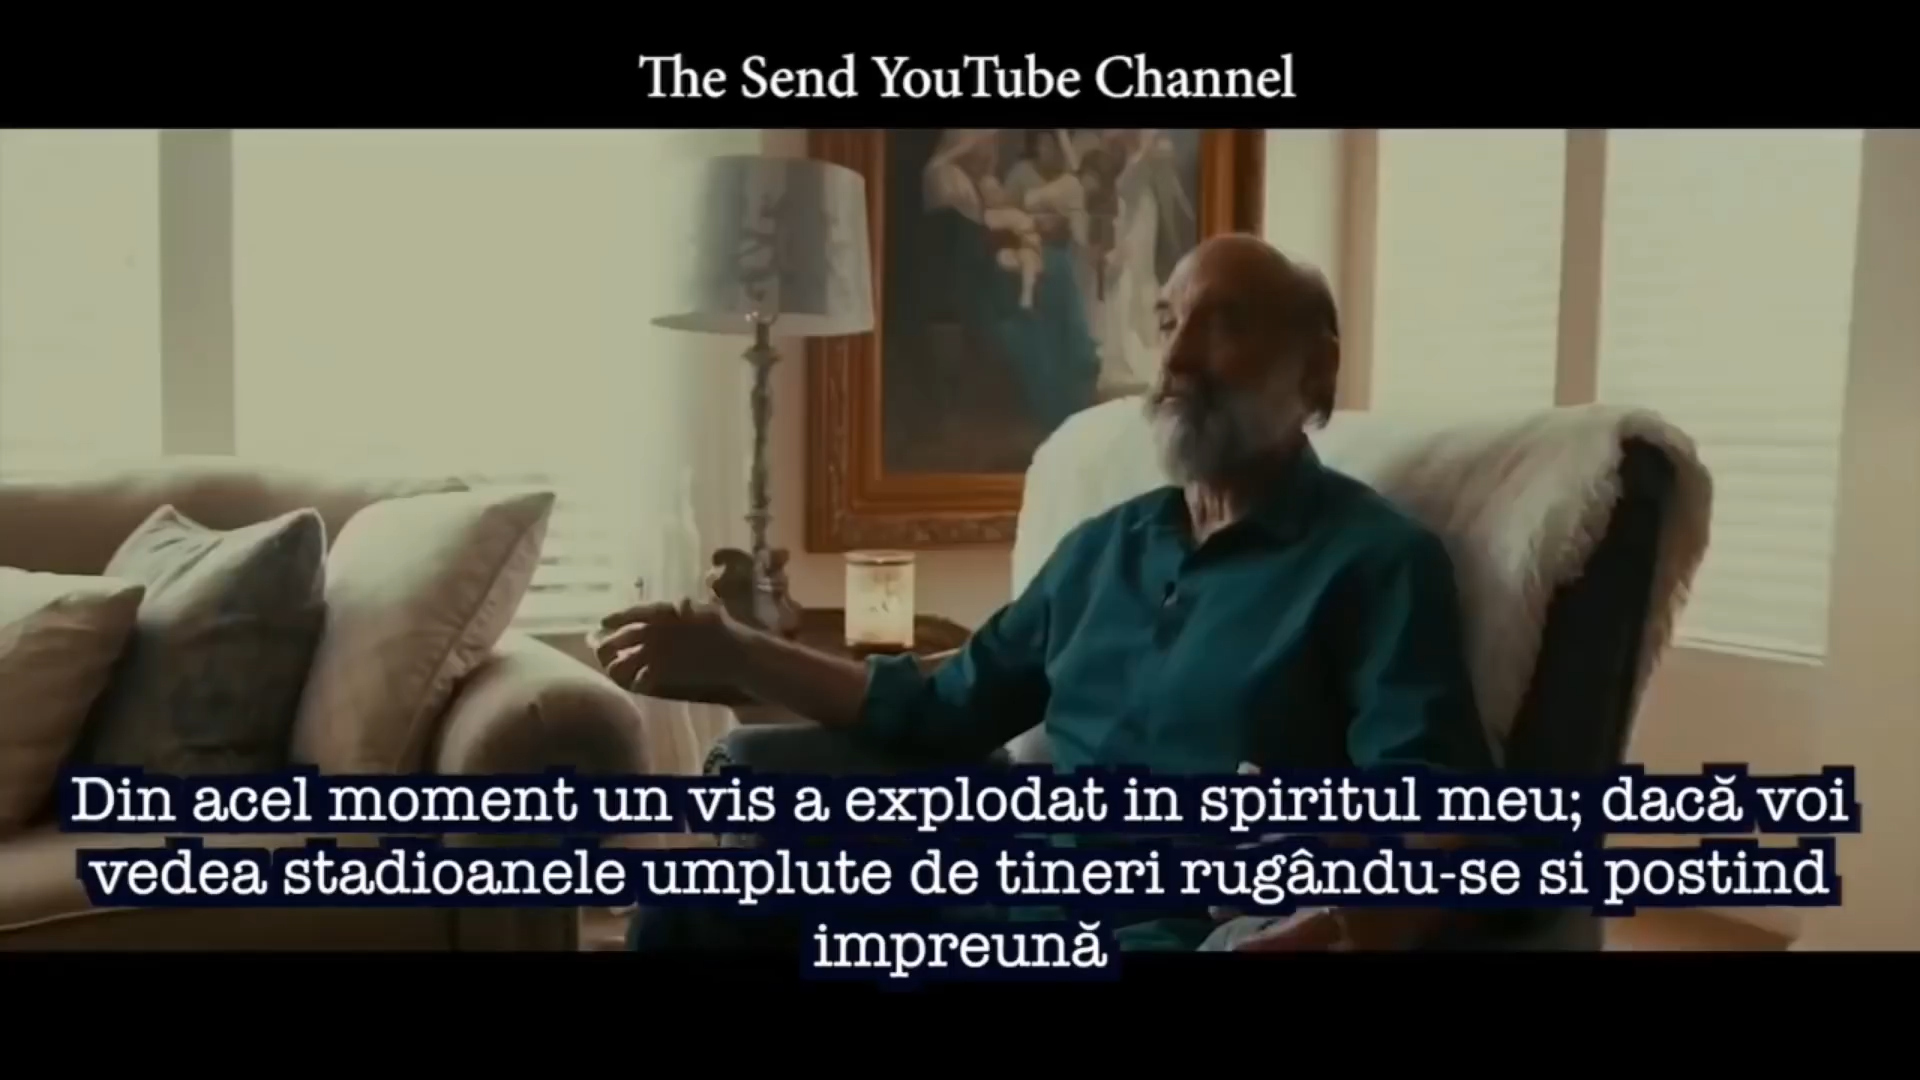 The Send YouTube Channel
Din acel moment un vis a explodat in spiritul meu; dacă voi
vedea stadioanele umplute de tineri rugându-se si postind
impreună